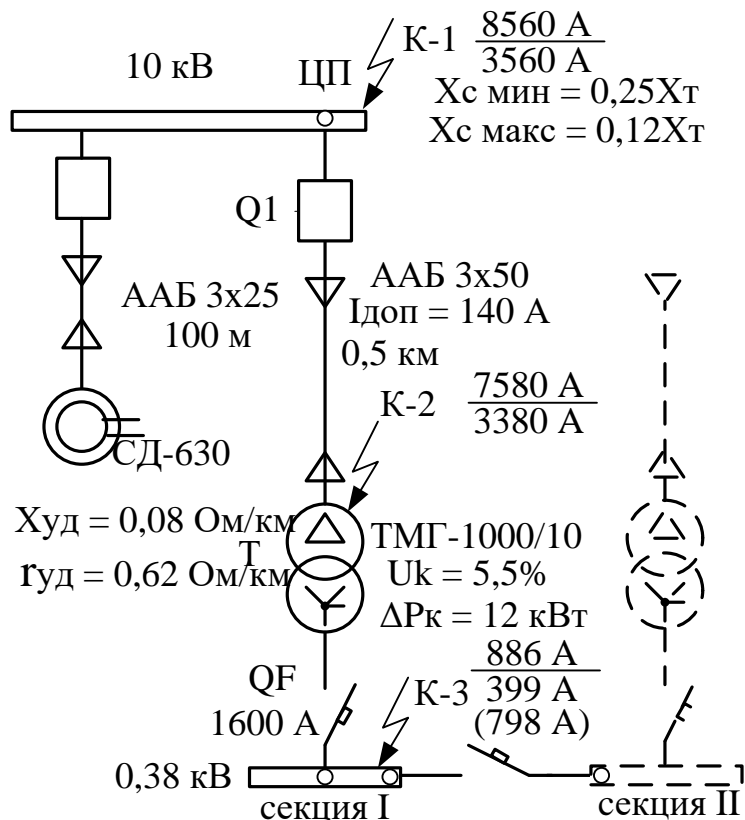 К-1 8560 А
3560 А
10 кВ ЦП
Хс мин = 0,25Хт
Хс макс = 0,12Хт
Q1
ААБ 3х25
100 м
ААБ 3х50
Iдоп = 140 А
0,5 км
К-2 7580 А
3380 А
СД-630
Худ = 0,08 Ом/км
rуд = 0,62 Ом/км
Т
ТМГ-1000/10
Uk = 5,5%
ΔРк = 12 кВт
QF
1600 А
К-3 886 А
399 А
(798 А)
0,38 кВ
секция I
секция II